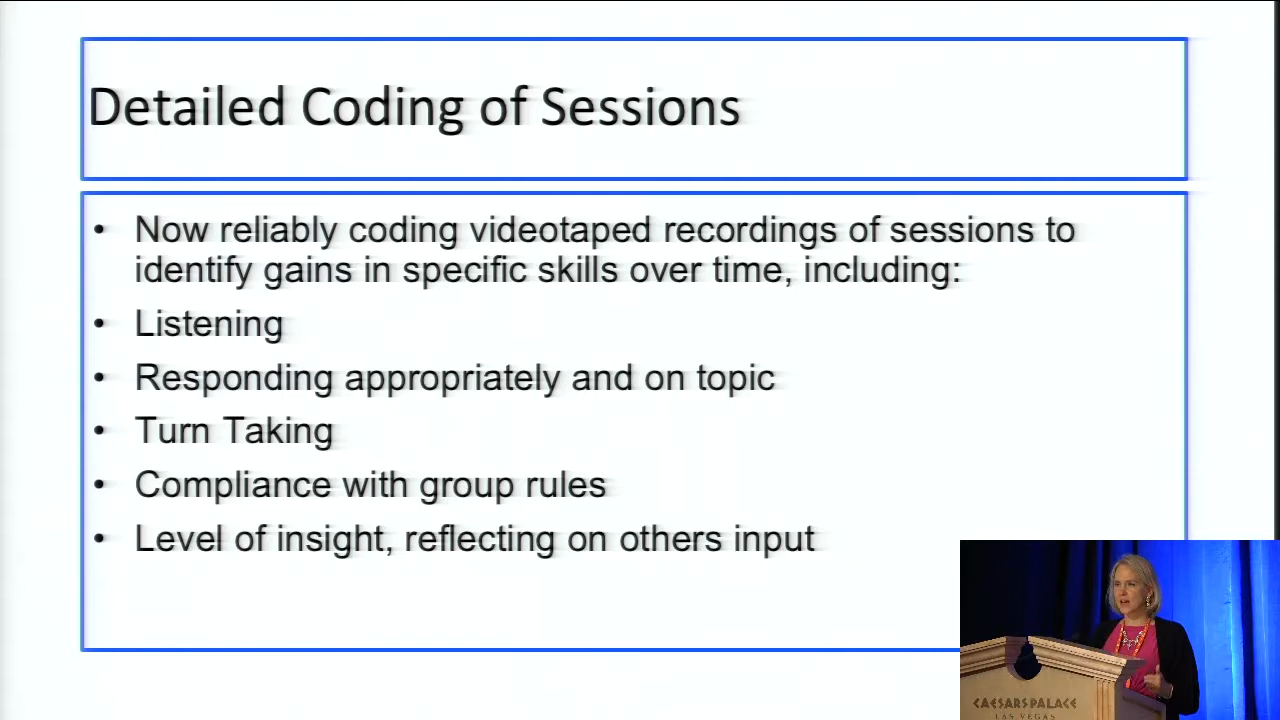 Detailed Coding of Sessions
• Now reliably coding videotaped recordings of sessions to
identify gains in specific skills over time, including:
• Listening
• Responding appropriately and on topic
• Turn Taking
• Compliance with group rules
• Level of insight, reflecting on others input
CAESARS PALACE
LAS VEGAS